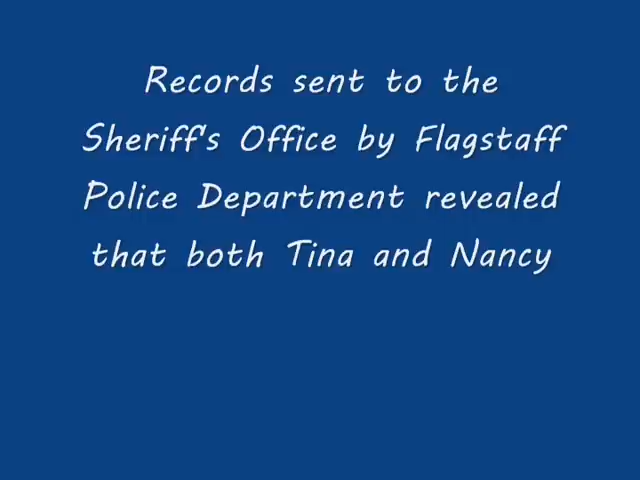 Records sent to the
Sheriff's Office by Flagstaff
Police Department revealed
that both Tina and Nancy